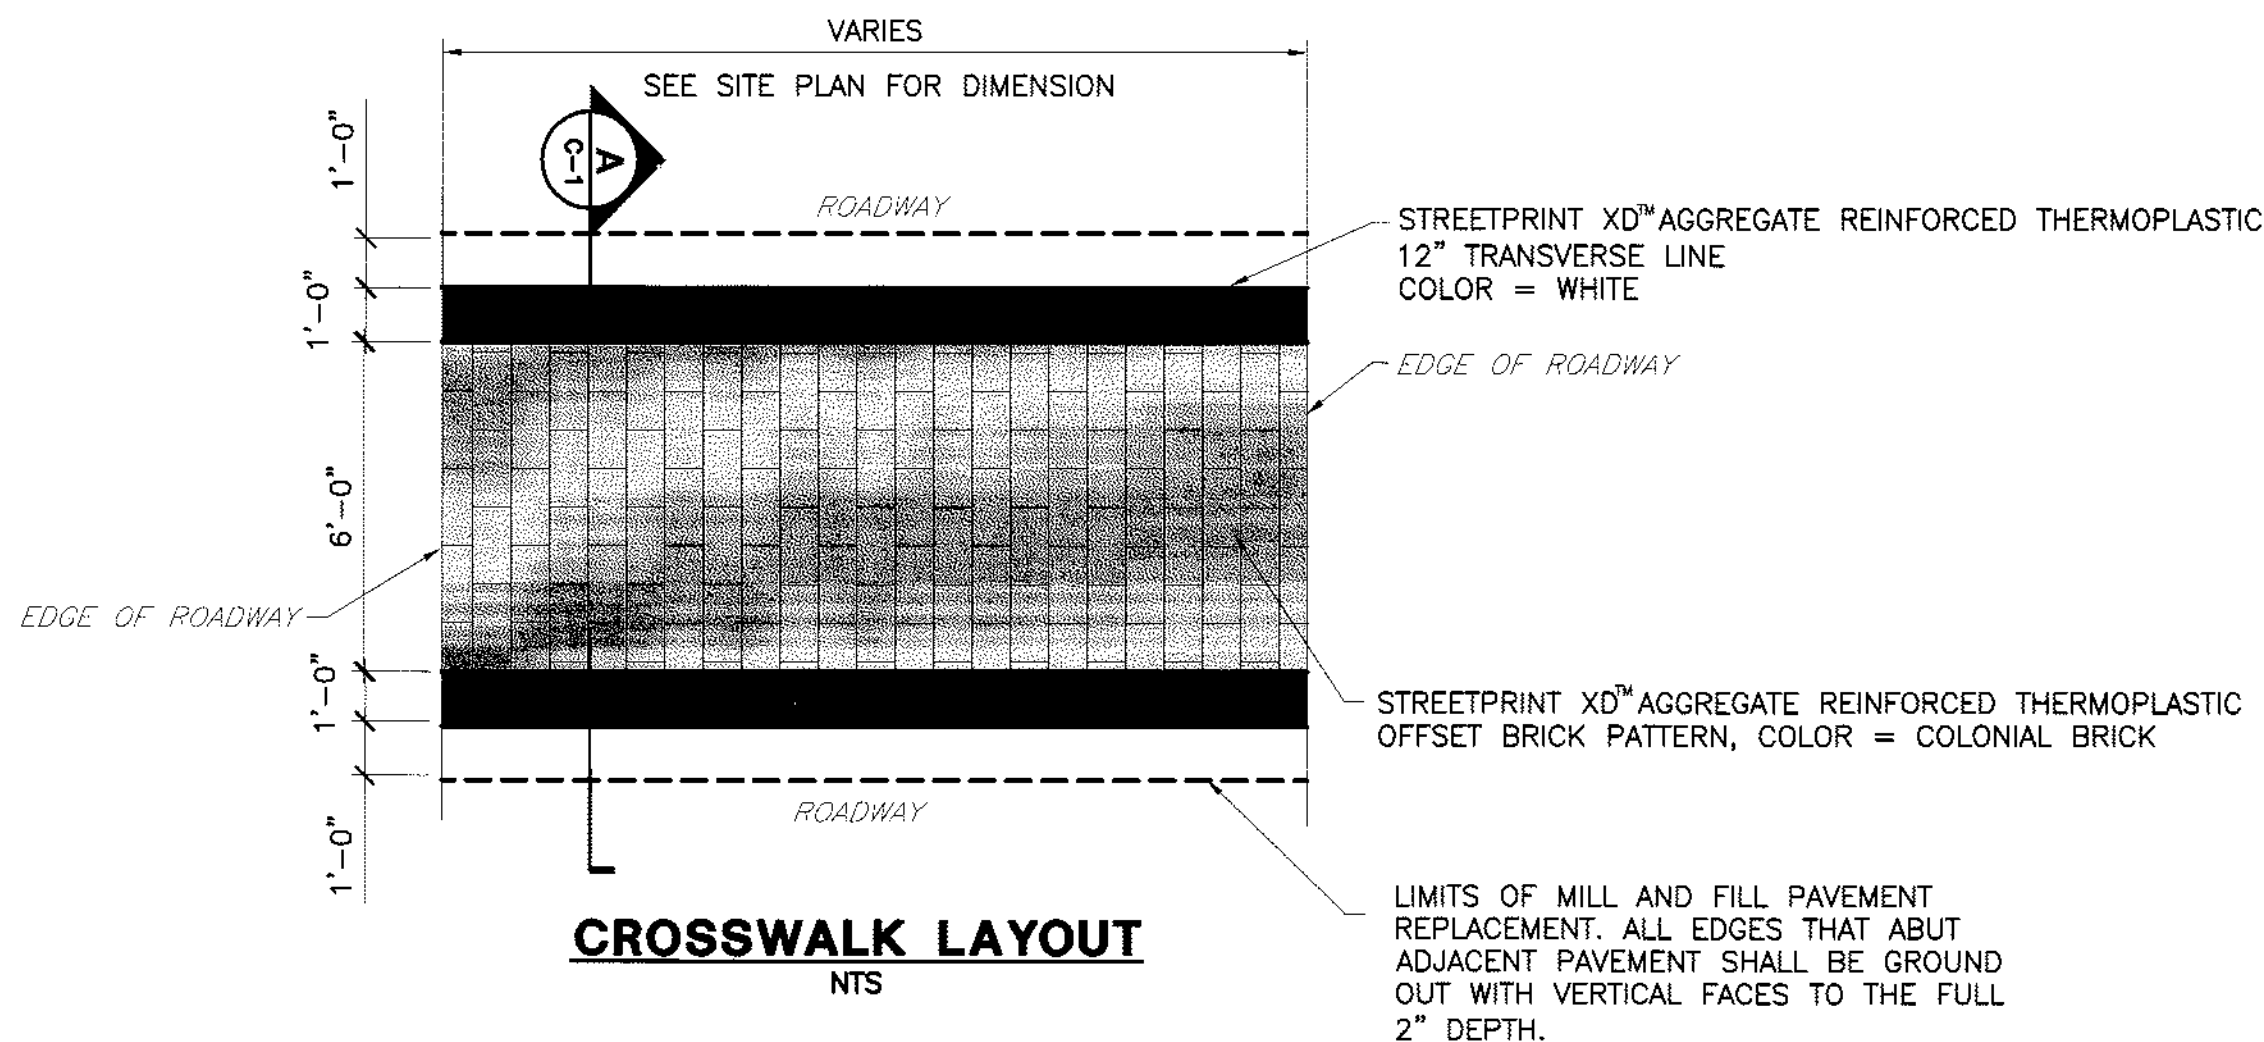 VARIES
SEE SITE PLAN FOR DIMENSION
1'-0"
A
C-1
ROADWAY
STREETPRINT XD™ AGGREGATE REINFORCED THERMOPLASTIC
12" TRANSVERSE LINE
COLOR = WHITE
1'-0"
EDGE OF ROADWAY
6'-0"
EDGE OF ROADWAY
1'-0"
STREETPRINT XD™ AGGREGATE REINFORCED THERMOPLASTIC
OFFSET BRICK PATTERN, COLOR = COLONIAL BRICK
ROADWAY
1'-0"
LIMITS OF MILL AND FILL PAVEMENT
REPLACEMENT. ALL EDGES THAT ABUT
ADJACENT PAVEMENT SHALL BE GROUND
OUT WITH VERTICAL FACES TO THE FULL
2" DEPTH.
CROSSWALK LAYOUT
NTS